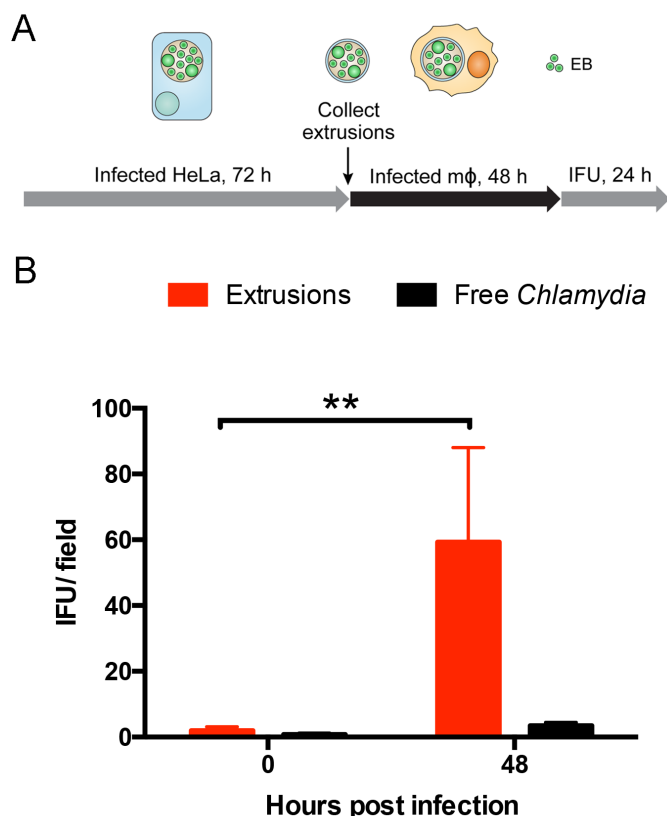 A
EB
Collect
extrusions
Infected HeLa, 72 h
Infected mϕ, 48 h
IFU, 24 h
B
Extrusions
Free Chlamydia
**
100
80
60
40
20
0
IFU/ field
0
48
Hours post infection